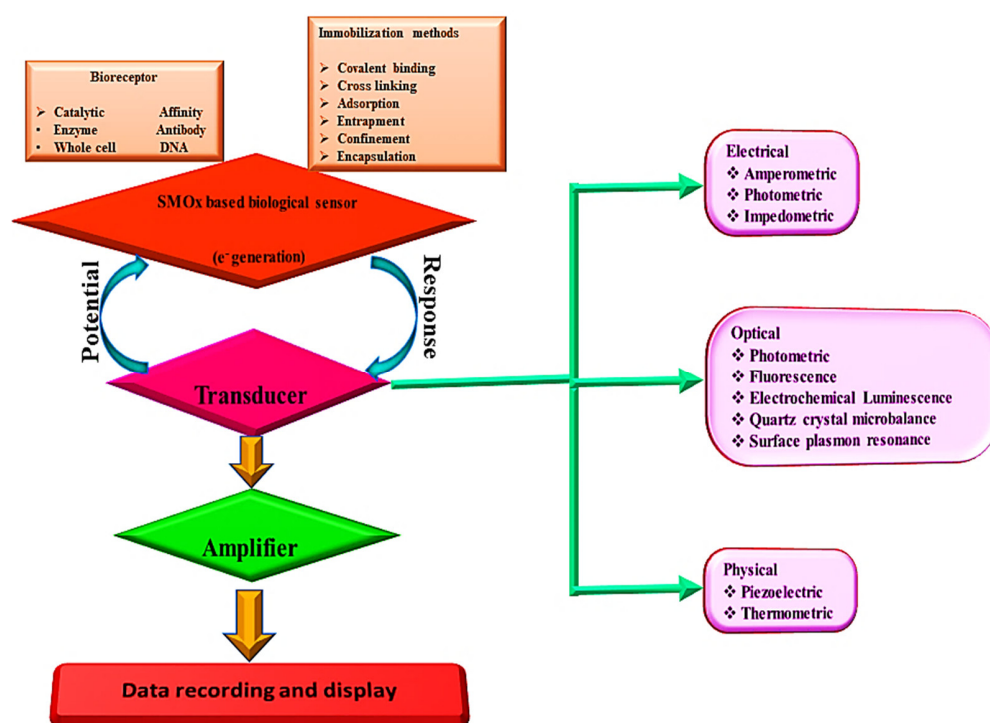 Immobilization methods
➢ Covalent binding
➢ Cross linking
➢ Adsorption
➢ Entrapment
➢ Confinement
➢ Encapsulation
Bioreceptor
➢ Catalytic Affinity
• Enzyme Antibody
• Whole cell DNA
SMOx based biological sensor
(e⁻ generation)
Potential
Response
Transducer
Amplifier
Data recording and display
Electrical
❖ Amperometric
❖ Photometric
❖ Impedometric
Optical
❖ Photometric
❖ Fluorescence
❖ Electrochemical Luminescence
❖ Quartz crystal microbalance
❖ Surface plasmon resonance
Physical
❖ Piezoelectric
❖ Thermometric